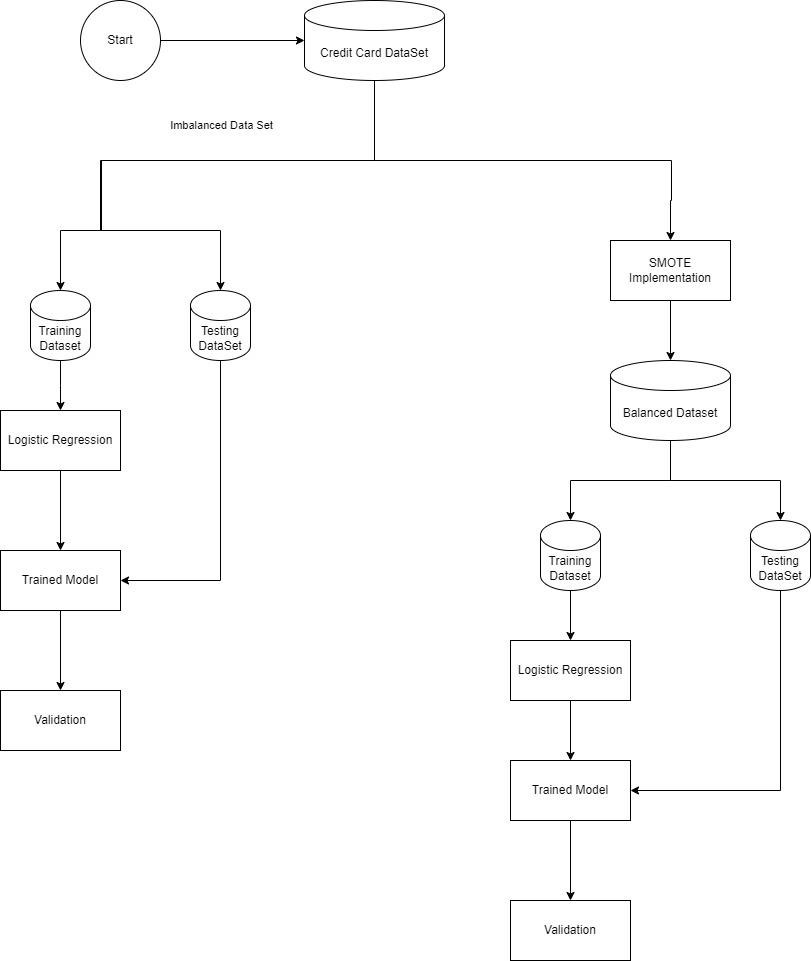 Start
Credit Card DataSet
Imbalanced Data Set
SMOTE
Implementation
Training
Dataset
Testing
DataSet
Balanced Dataset
Logistic Regression
Training
Dataset
Testing
DataSet
Trained Model
Logistic Regression
Validation
Trained Model
Validation